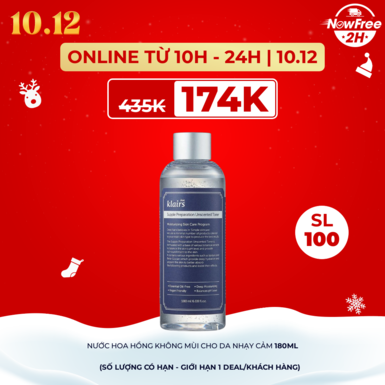 10.12
NowFree
2H
ONLINE TỪ 10H - 24H | 10.12
435K 174K
klairs
Supple Preparation Unscented Toner
SL
100
NƯỚC HOA HỒNG KHÔNG MÙI CHO DA NHẠY CẢM 180ML
(SỐ LƯỢNG CÓ HẠN - GIỚI HẠN 1 DEAL/KHÁCH HÀNG)